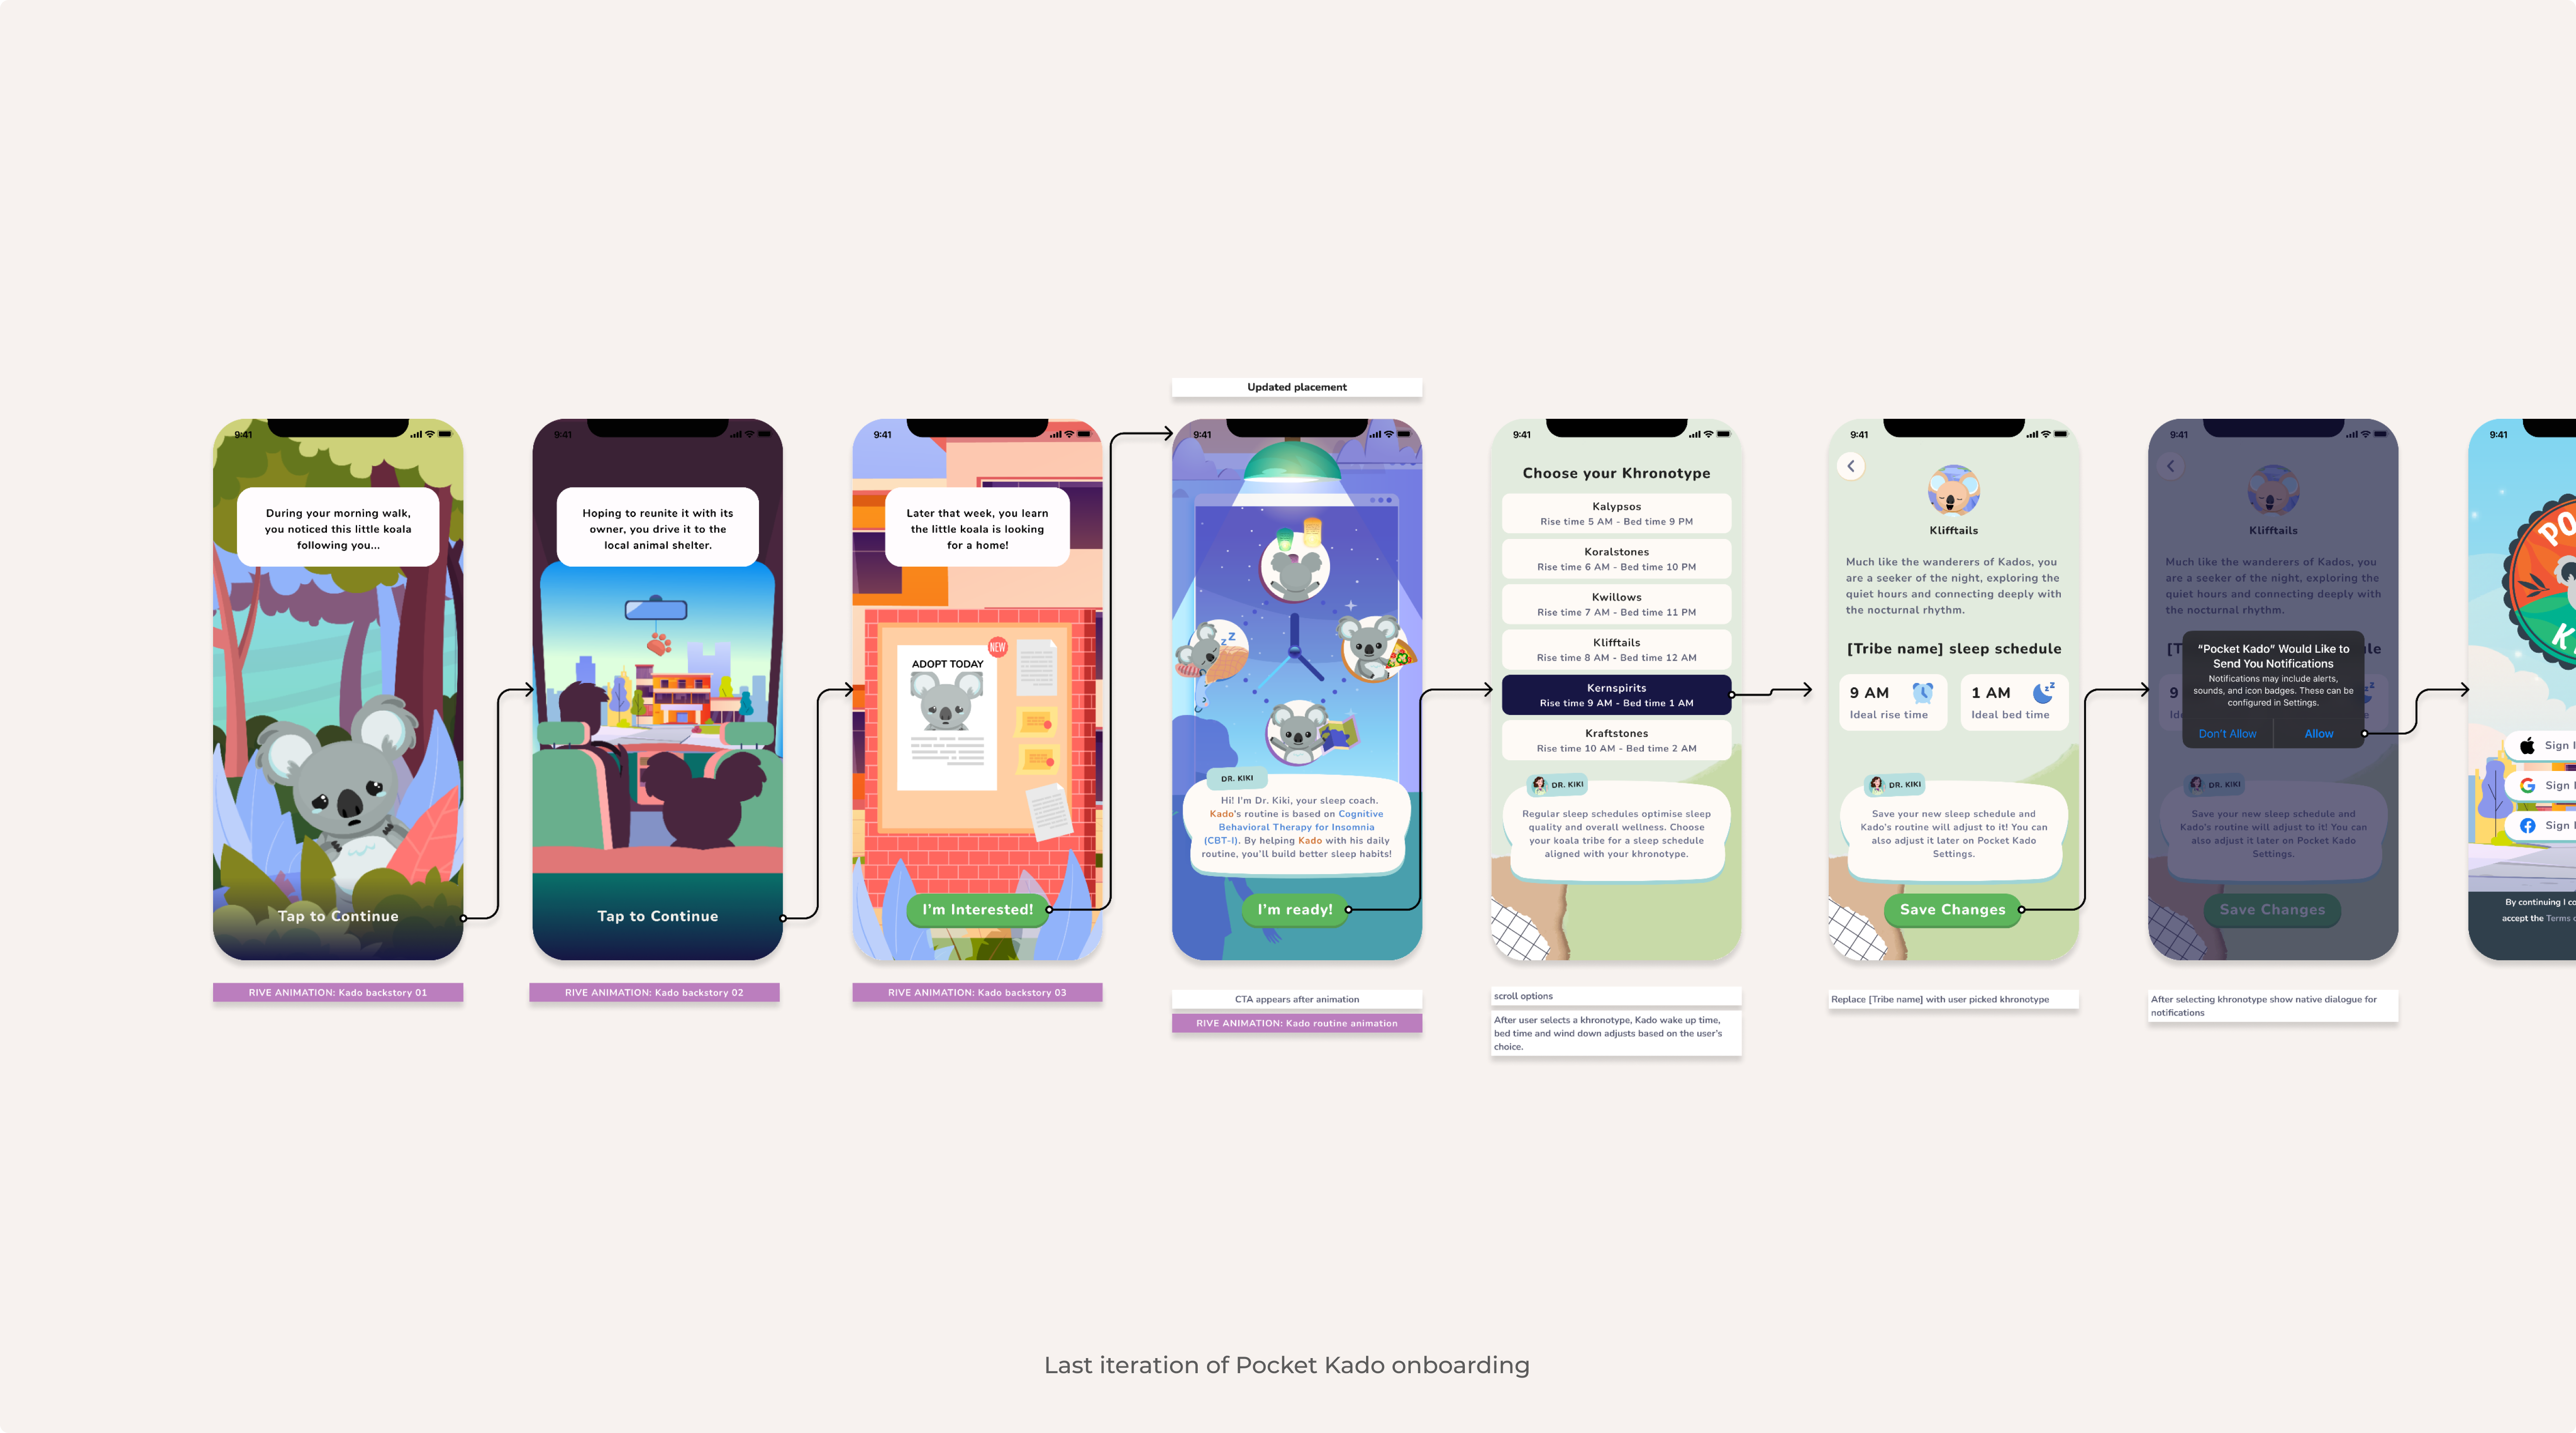 Updated placement
9:41
During your morning walk,
you noticed this little koala
following you...
Tap to Continue
RIVE ANIMATION: Kado backstory 01
9:41
Hoping to reunite it with its
owner, you drive it to the
local animal shelter.
Tap to Continue
RIVE ANIMATION: Kado backstory 02
9:41
Later that week, you learn
the little koala is looking
for a home!
NEW
ADOPT TODAY
I'm Interested!
RIVE ANIMATION: Kado backstory 03
9:41
z Z
DR. KIKI
Hi! I'm Dr. Kiki, your sleep coach.
Kado's routine is based on Cognitive
Behavioral Therapy for Insomnia
(CBT-I). By helping Kado with his daily
routine, you'll build better sleep habits!
I'm ready!
CTA appears after animation
RIVE ANIMATION: Kado routine animation
9:41
Choose your Khronotype
Kalypsos
Rise time 5 AM - Bed time 9 PM
Koralstones
Rise time 6 AM - Bed time 10 PM
Kwillows
Rise time 7 AM - Bed time 11 PM
Klifftails
Rise time 8 AM - Bed time 12 AM
Kernspirits
Rise time 9 AM - Bed time 1 AM
Kraftstones
Rise time 10 AM - Bed time 2 AM
DR. KIKI
Regular sleep schedules optimise sleep
quality and overall wellness. Choose
your koala tribe for a sleep schedule
aligned with your khronotype.
scroll options
After user selects a khronotype, Kado wake up time,
bed time and wind down adjusts based on the user's
choice.
9:41
Klifftails
Much like the wanderers of Kados, you
are a seeker of the night, exploring the
quiet hours and connecting deeply with
the nocturnal rhythm.
[Tribe name] sleep schedule
9 AM
Ideal rise time
1 AM
z z
Ideal bed time
DR. KIKI
Save your new sleep schedule and
Kado's routine will adjust to it! You can
also adjust it later on Pocket Kado
Settings.
Save Changes
Replace [Tribe name] with user picked khronotype
9:41
Klifftails
Much like the wanderers of Kados, you
are a seeker of the night, exploring the
quiet hours and connecting deeply with
the nocturnal rhythm.
"Pocket Kado" Would Like to
Send You Notifications
Notifications may include alerts,
sounds, and icon badges. These can be
configured in Settings.
Don't Allow
Allow
DR. KIKI
Save your new sleep schedule and
Kado's routine will adjust to it! You can
also adjust it later on Pocket Kado
Settings.
Save Changes
After selecting khronotype show native dialogue for
notifications
9:41
PO
K
Sign I
Sign I
Sign I
By continuing I co
accept the Terms o
Last iteration of Pocket Kado onboarding